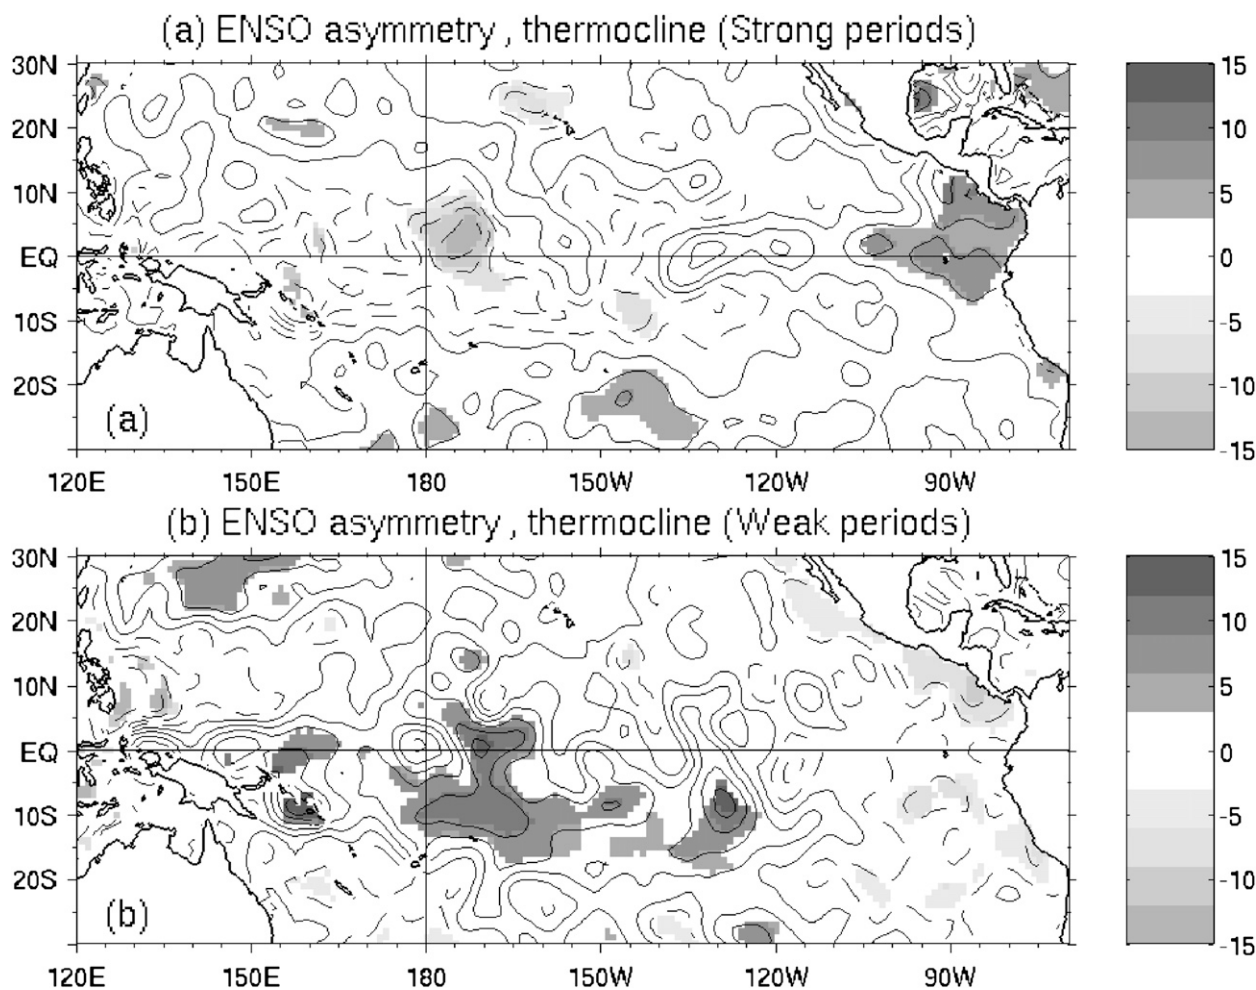 (a) ENSO asymmetry , thermocline (Strong periods)
30N
20N
10N
EQ
10S
20S
(a)
120E 150E 180 150W 120W 90W
15
10
5
0
-5
-10
-15
(b) ENSO asymmetry , thermocline (Weak periods)
30N
20N
10N
EQ
10S
20S
(b)
120E 150E 180 150W 120W 90W
15
10
5
0
-5
-10
-15